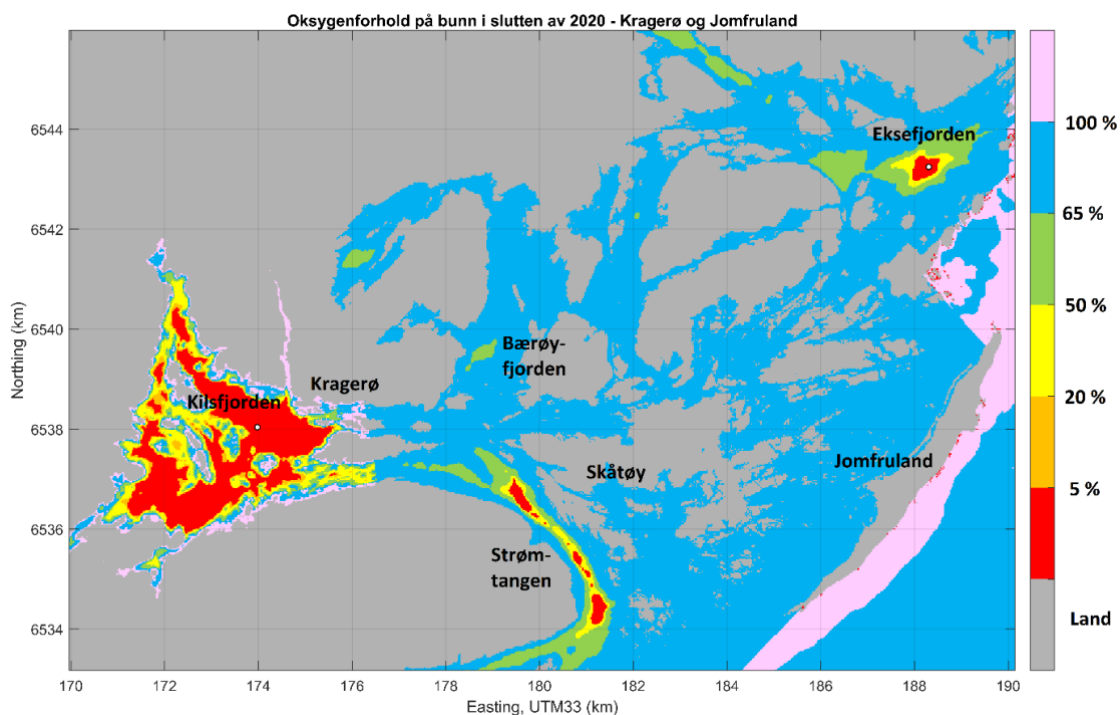 Oksygenforhold på bunn i slutten av 2020 - Kragerø og Jomfruland
Northing (km)
6544
6542
6540
6538
6536
6534
Eksefjorden
Bærøy-
fjorden
Kragerø
Kilsfjorden
Jomfruland
Skåtøy
Strøm-
tangen
100 %
65 %
50 %
20 %
5 %
Land
170
172
174
176
178
180
182
184
186
188
190
Easting, UTM33 (km)